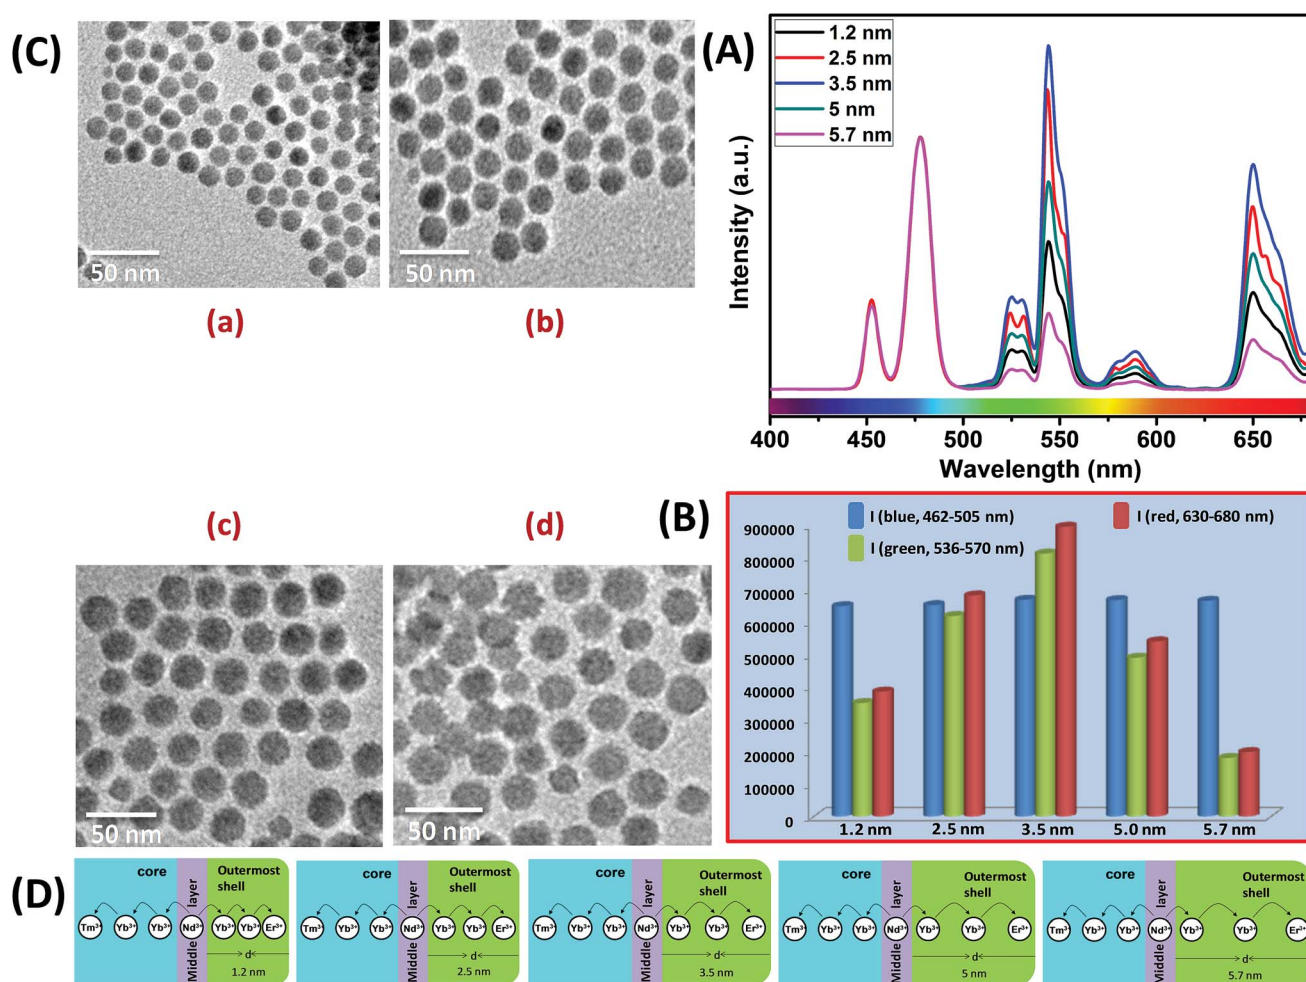 (C)
50 nm
50 nm
(a)
(b)
(A)
1.2 nm
2.5 nm
3.5 nm
5 nm
5.7 nm
Intensity (a.u.)
400 450 500 550 600 650
Wavelength (nm)
(c)
(d)
50 nm
50 nm
(B)
I (blue, 462-505 nm)
I (red, 630-680 nm)
I (green, 536-570 nm)
900000
800000
700000
600000
500000
400000
300000
200000
100000
0
1.2 nm 2.5 nm 3.5 nm 5.0 nm 5.7 nm
(D)
core
Middle layer
Outermost
shell
Tm³⁺ Yb³⁺ Yb³⁺ Nd³⁺ Yb³⁺ Yb³⁺ Er³⁺
d
1.2 nm
core
Middle layer
Outermost
shell
Tm³⁺ Yb³⁺ Yb³⁺ Nd³⁺ Yb³⁺ Yb³⁺ Er³⁺
d
2.5 nm
core
Middle layer
Outermost
shell
Tm³⁺ Yb³⁺ Yb³⁺ Nd³⁺ Yb³⁺ Yb³⁺ Er³⁺
d
3.5 nm
core
Middle layer
Outermost
shell
Tm³⁺ Yb³⁺ Yb³⁺ Nd³⁺ Yb³⁺ Yb³⁺ Er³⁺
d
5 nm
core
Middle layer
Outermost
shell
Tm³⁺ Yb³⁺ Yb³⁺ Nd³⁺ Yb³⁺ Yb³⁺ Er³⁺
d
5.7 nm